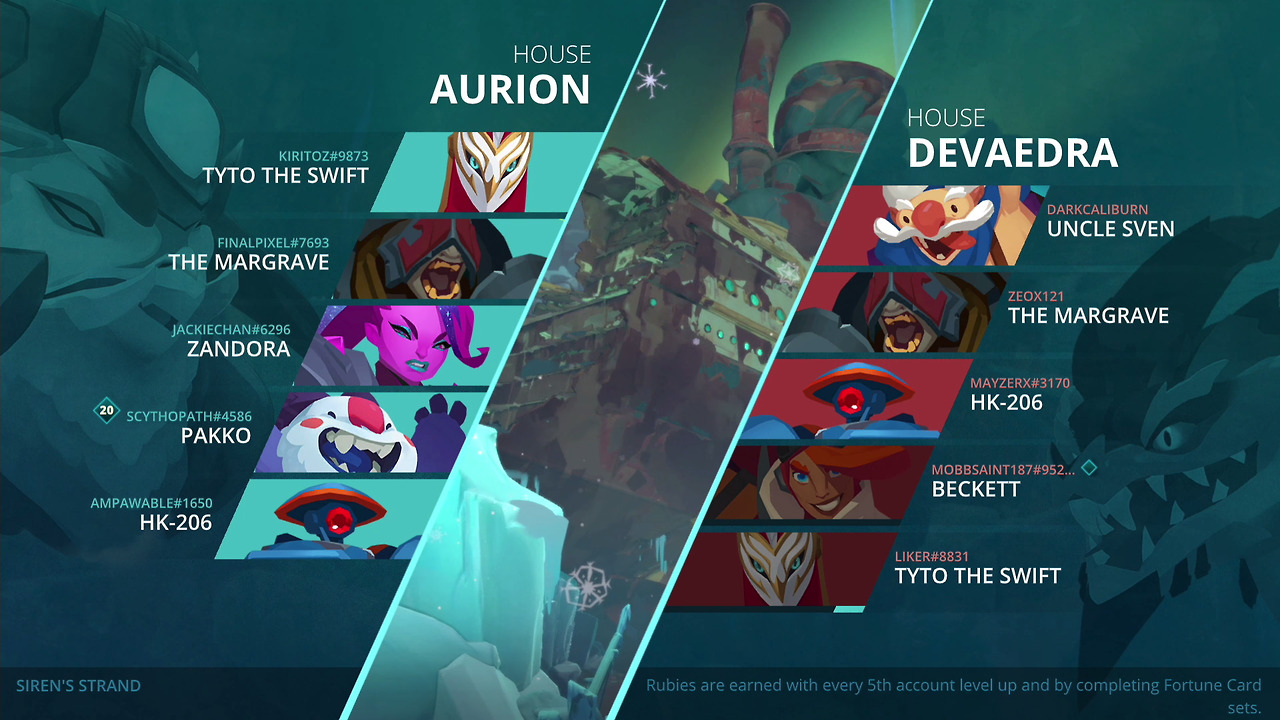 HOUSE
AURION
KIRITOZ#9873
TYTO THE SWIFT
FINALPIXEL#7693
THE MARGRAVE
JACKIECHAN#6296
ZANDORA
20
SCYTHOPATH#4586
PAKKO
AMPAWABLE#1650
HK-206
HOUSE
DEVAEDRA
DARKCALIBURN
UNCLE SVEN
ZEOX121
THE MARGRAVE
MAYZERX#3170
HK-206
MOBBSAINT187#952...
BECKETT
LIKER#8831
TYTO THE SWIFT
SIREN'S STRAND
Rubies are earned with every 5th account level up and by completing Fortune Card
sets.